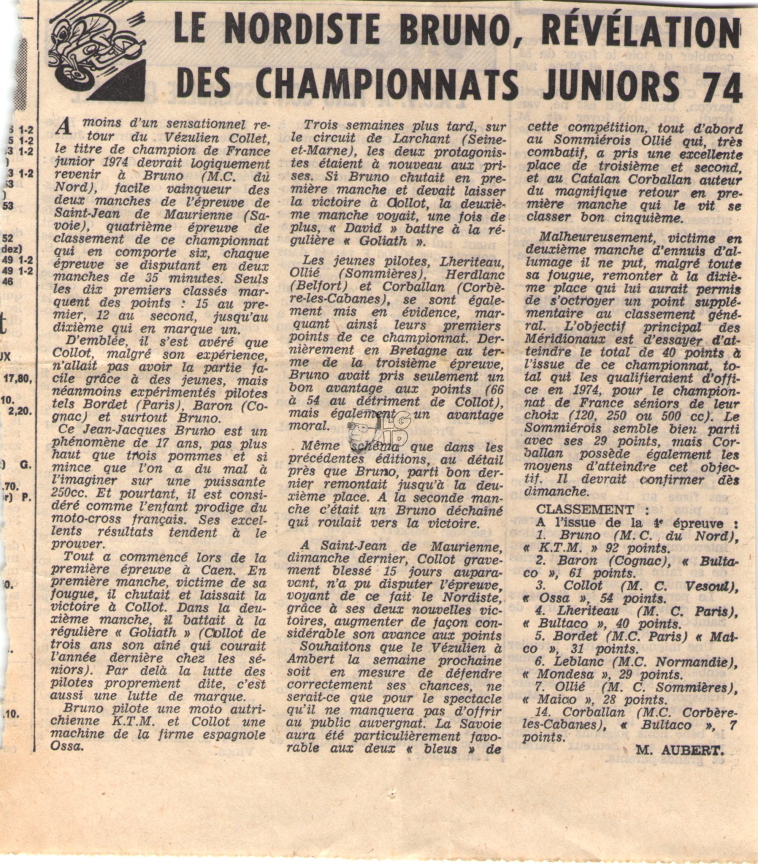 LE NORDISTE BRUNO, RÉVÉLATION
DES CHAMPIONNATS JUNIORS 74
A moins d'un sensationnel re-
tour du Vézulien Collet,
le titre de champion de France
junior 1974 devrait logiquement
revenir à Bruno (M.C. du
Nord), facile vainqueur des
deux manches de l'épreuve de
Saint-Jean de Maurienne (Sa-
voie), quatrième épreuve de
classement de ce championnat
qui en comporte six, chaque
épreuve se disputant en deux
manches de 35 minutes. Seuls
les dix premiers classés mar-
quent des points : 15 au pre-
mier, 12 au second, jusqu'au
dixième qui en marque un.
D'emblée, il s'est avéré que
Collot, malgré son expérience,
n'allait pas avoir la partie fa-
cile grâce à des jeunes, mais
néanmoins expérimentés pilotes
tels Bordet (Paris), Baron (Co-
gnac) et surtout Bruno.
Ce Jean-Jacques Bruno est un
phénomène de 17 ans, pas plus
haut que trois pommes et si
mince que l'on a du mal à
l'imaginer sur une puissante
250cc. Et pourtant, il est consi-
déré comme l'enfant prodige du
moto-cross français. Ses excel-
lents résultats tendent à le
prouver.
Tout a commencé lors de la
première épreuve à Caen. En
première manche, victime de sa
fougue, il chutait et laissait la
victoire à Collot. Dans la deu-
xième manche, il battait à la
régulière « Goliath » (Collot de
trois ans son aîné qui courait
l'année dernière chez les sé-
niors). Par delà la lutte des
pilotes proprement dite, c'est
aussi une lutte de marque.
Bruno pilote une moto autri-
chienne K.T.M. et Collot une
machine de la firme espagnole
Ossa.
Trois semaines plus tard, sur
le circuit de Larchant (Seine-
et-Marne), les deux protagonis-
tes étaient à nouveau aux pri-
ses. Si Bruno chutait en pre-
mière manche et devait laisser
la victoire à Collot, la deuxiè-
me manche voyait, une fois de
plus, « David » battre à la ré-
gulière « Goliath ».
Les jeunes pilotes, Lheriteau,
Ollié (Sommières), Herdlanc
(Belfort) et Corballan (Corbè-
re-les-Cabanes), se sont égale-
ment mis en évidence, mar-
quant ainsi leurs premiers
points de ce championnat. Der-
nièrement en Bretagne au ter-
me de la troisième épreuve,
Bruno avait pris seulement un
bon avantage aux points (66
à 54 au détriment de Collot),
mais également un avantage
moral.
Même schéma que dans les
précédentes éditions, au détail
près que Bruno, parti bon der-
nier remontait jusqu'à la deu-
xième place. A la seconde man-
che c'était un Bruno déchaîné
qui roulait vers la victoire.
A Saint-Jean de Maurienne,
dimanche dernier, Collot grave-
ment blessé 15 jours aupara-
vant, n'a pu disputer l'épreuve,
voyant de ce fait le Nordiste,
grâce à ses deux nouvelles vic-
toires, augmenter de façon con-
sidérable son avance aux points
Souhaitons que le Vézulien à
Ambert la semaine prochaine
soit en mesure de défendre
correctement ses chances, ne
serait-ce que pour le spectacle
qu'il ne manquera pas d'offrir
au public auvergnat. La Savoie
aura été particulièrement favo-
rable aux deux « bleus » de
cette compétition, tout d'abord
au Sommiérois Ollié qui, très
combatif, a pris une excellente
place de troisième et second,
et au Catalan Corballan auteur
du magnifique retour en pre-
mière manche qui le vit se
classer bon cinquième.
Malheureusement, victime en
deuxième manche d'ennuis d'al-
lumage il ne put, malgré toute
sa fougue, remonter à la dixiè-
me place qui lui aurait permis
de s'octroyer un point supplé-
mentaire au classement géné-
ral. L'objectif principal des
Méridionaux est d'essayer d'at-
teindre le total de 40 points à
l'issue de ce championnat, to-
tal qui les qualifieraient d'offi-
ce en 1974, pour le champion-
nat de France séniors de leur
choix (120, 250 ou 500 cc). Le
Sommiérois semble bien parti
avec ses 29 points, mais Cor-
ballan possède également les
moyens d'atteindre cet objec-
tif. Il devrait confirmer dès
dimanche.
CLASSEMENT :
A l'issue de la 4e épreuve :
1. Bruno (M.C. du Nord),
« K.T.M. » 92 points.
2. Baron (Cognac), « Bulta-
co », 61 points.
3. Collot (M. C. Vesoul),
« Ossa », 54 points.
4. Lheriteau (M. C. Paris),
« Bultaco », 40 points.
5. Bordet (M.C. Paris) « Mai-
co », 31 points.
6. Leblanc (M.C. Normandie),
« Mondesa », 29 points.
7. Ollié (M. C. Sommières),
« Maico », 28 points.
14. Corballan (M.C. Corbère-
les-Cabanes), « Bultaco », 7
points.
M. AUBERT.